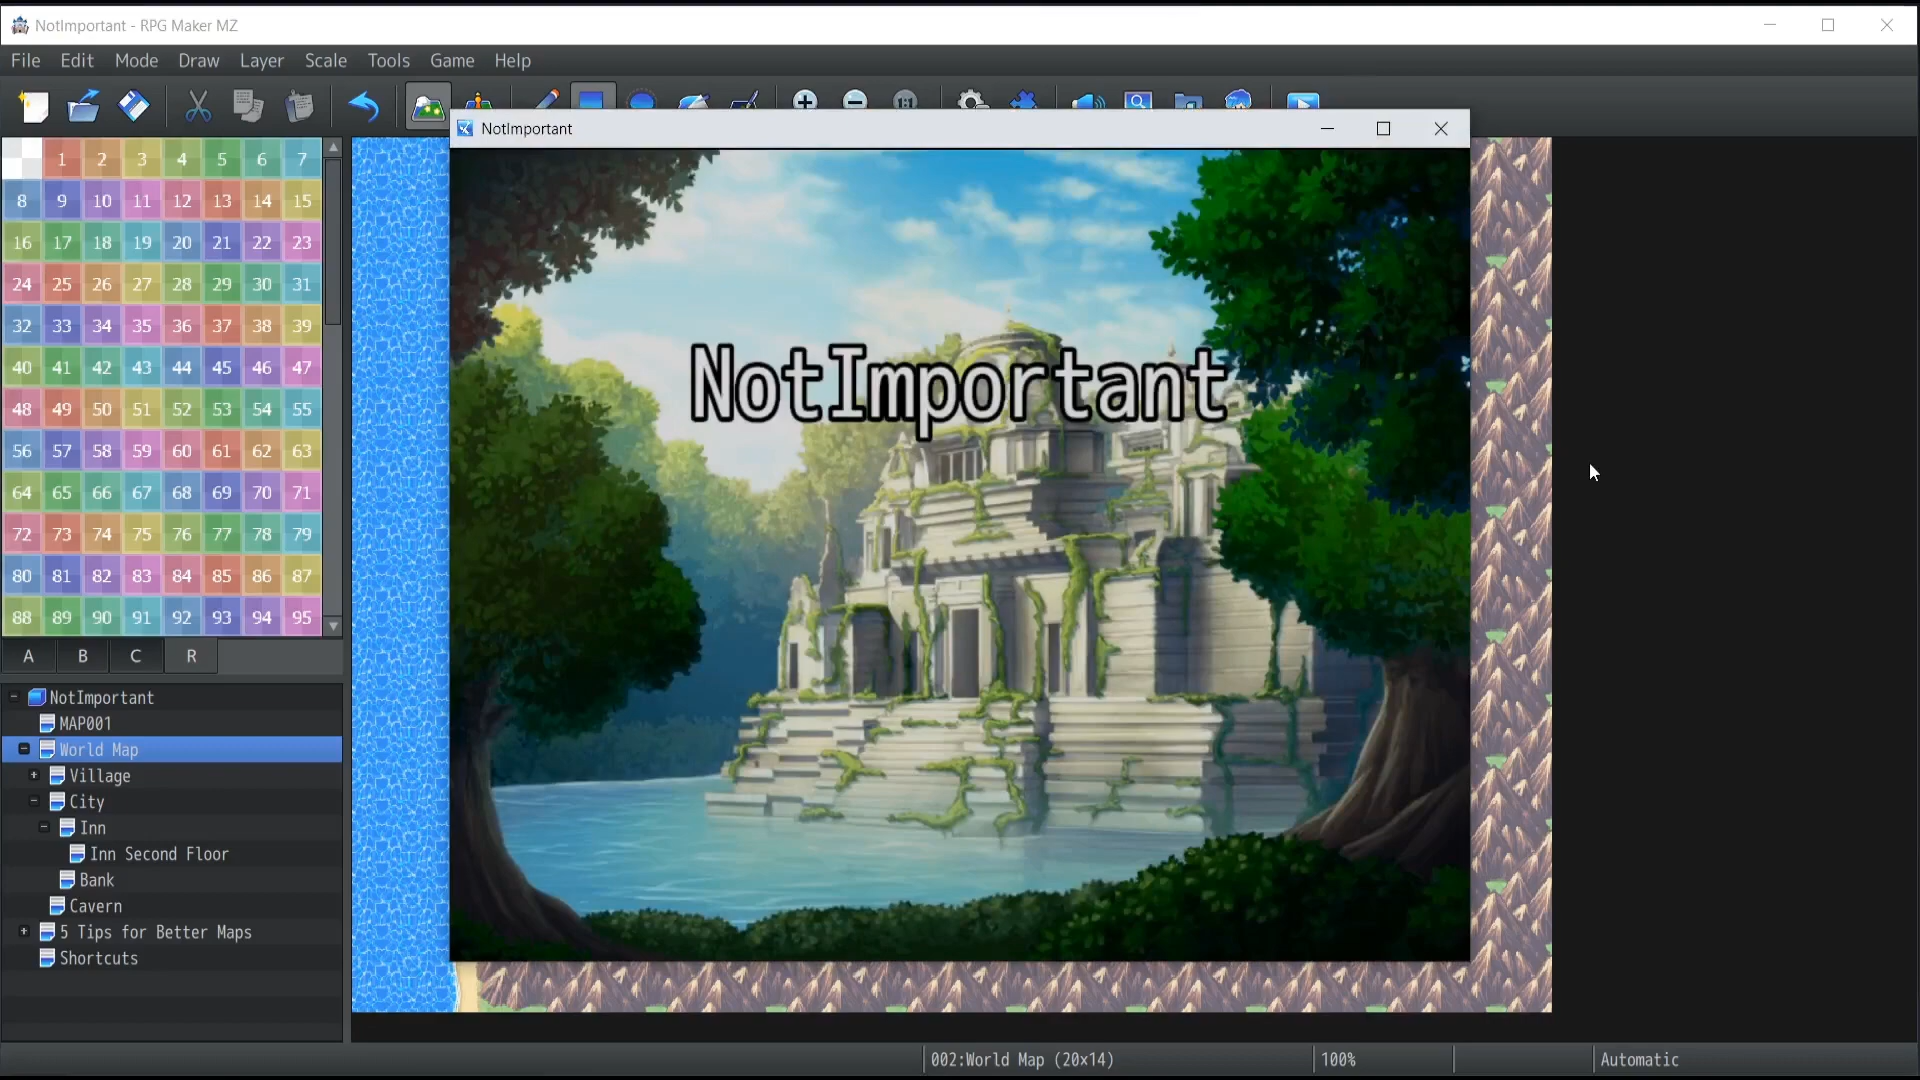 NotImportant - RPG Maker MZ
File Edit Mode Draw Layer Scale Tools Game Help
1:1
NotImportant
1 2 3 4 5 6 7
8 9 10 11 12 13 14 15
16 17 18 19 20 21 22 23
24 25 26 27 28 29 30 31
32 33 34 35 36 37 38 39
40 41 42 43 44 45 46 47
48 49 50 51 52 53 54 55
56 57 58 59 60 61 62 63
64 65 66 67 68 69 70 71
72 73 74 75 76 77 78 79
80 81 82 83 84 85 86 87
88 89 90 91 92 93 94 95
A B C R
NotImportant
NotImportant
MAP001
World Map
Village
City
Inn
Inn Second Floor
Bank
Cavern
5 Tips for Better Maps
Shortcuts
002:World Map (20x14) 100% Automatic